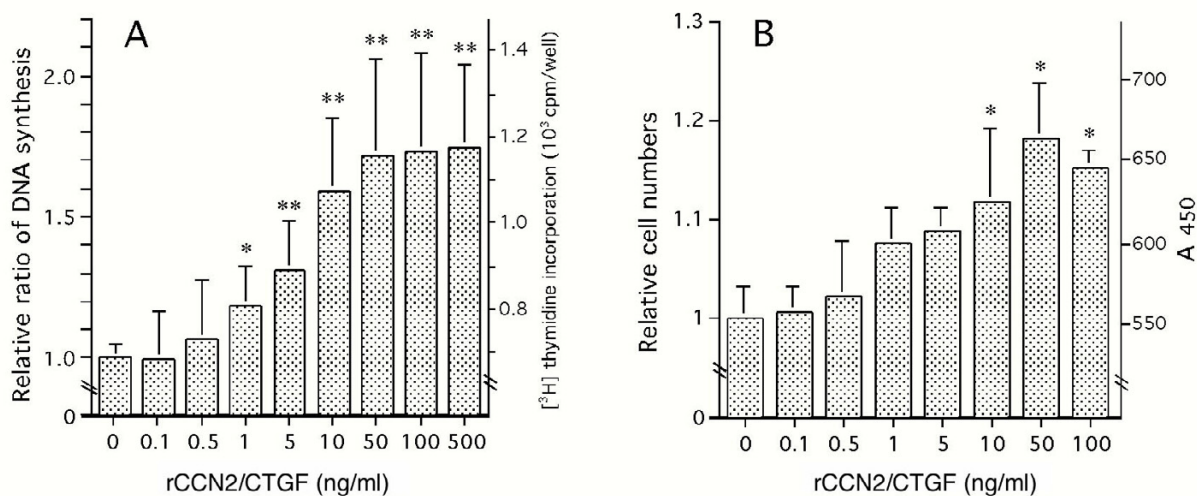 A
Relative ratio of DNA synthesis
2.0
1.5
1.0
0
** ** **
**
**
*
1.4
1.2
1.0
0.8
[³H] thymidine incorporation (10³ cpm/well)
0 0.1 0.5 1 5 10 50 100 500
rCCN2/CTGF (ng/ml)
B
Relative cell numbers
1.3
1.2
1.1
1
0
*
* *
700
650
600
550
A 450
0 0.1 0.5 1 5 10 50 100
rCCN2/CTGF (ng/ml)